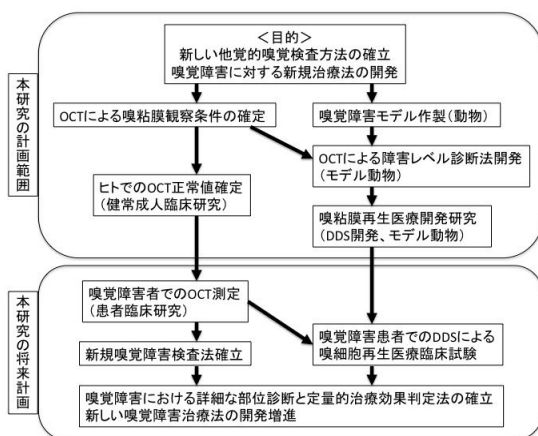 本研究の計画範囲
<目的>
新しい他覚的嗅覚検査方法の確立
嗅覚障害に対する新規治療法の開発
OCTによる嗅粘膜観察条件の確定
嗅覚障害モデル作製(動物)
OCTによる障害レベル診断法開発
(モデル動物)
ヒトでのOCT正常値確定
(健常成人臨床研究)
嗅粘膜再生医療開発研究
(DDS開発、モデル動物)
本研究の将来計画
嗅覚障害者でのOCT測定
(患者臨床研究)
嗅覚障害患者でのDDSによる
嗅細胞再生医療臨床試験
新規嗅覚障害検査法確立
嗅覚障害における詳細な部位診断と定量的治療効果判定法の確立
新しい嗅覚障害治療法の開発増進